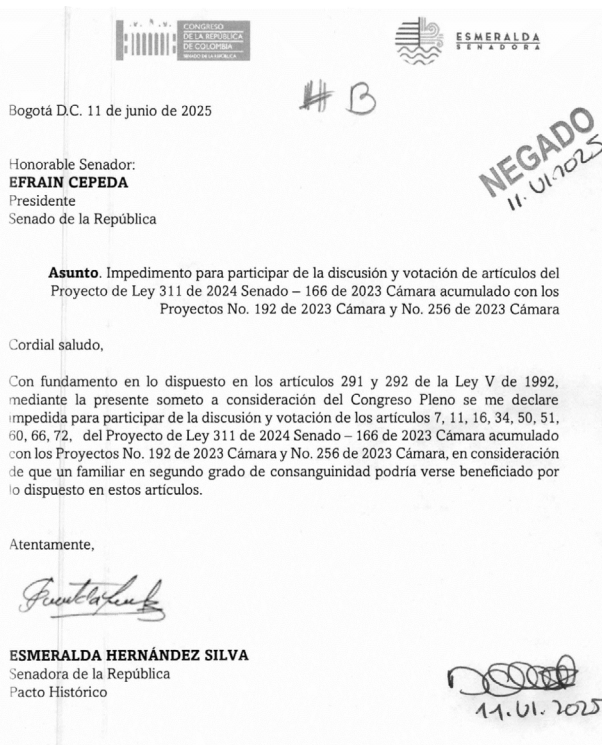 CONGRESO
DE LA REPÚBLICA
DE COLOMBIA
SENADO DE LA REPÚBLICA
ESMERALDA
SENADORA
# B
Bogotá D.C. 11 de junio de 2025
NEGADO
11.VI.2025
Honorable Senador:
EFRAIN CEPEDA
Presidente
Senado de la República
Asunto. Impedimento para participar de la discusión y votación de artículos del
Proyecto de Ley 311 de 2024 Senado – 166 de 2023 Cámara acumulado con los
Proyectos No. 192 de 2023 Cámara y No. 256 de 2023 Cámara
Cordial saludo,
Con fundamento en lo dispuesto en los artículos 291 y 292 de la Ley V de 1992,
mediante la presente someto a consideración del Congreso Pleno se me declare
impedida para participar de la discusión y votación de los artículos 7, 11, 16, 34, 50, 51,
60, 66, 72, del Proyecto de Ley 311 de 2024 Senado – 166 de 2023 Cámara acumulado
con los Proyectos No. 192 de 2023 Cámara y No. 256 de 2023 Cámara, en consideración
de que un familiar en segundo grado de consanguinidad podría verse beneficiado por
lo dispuesto en estos artículos.
Atentamente,
ESMERALDA HERNÁNDEZ SILVA
Senadora de la República
Pacto Histórico
11.VI.2025